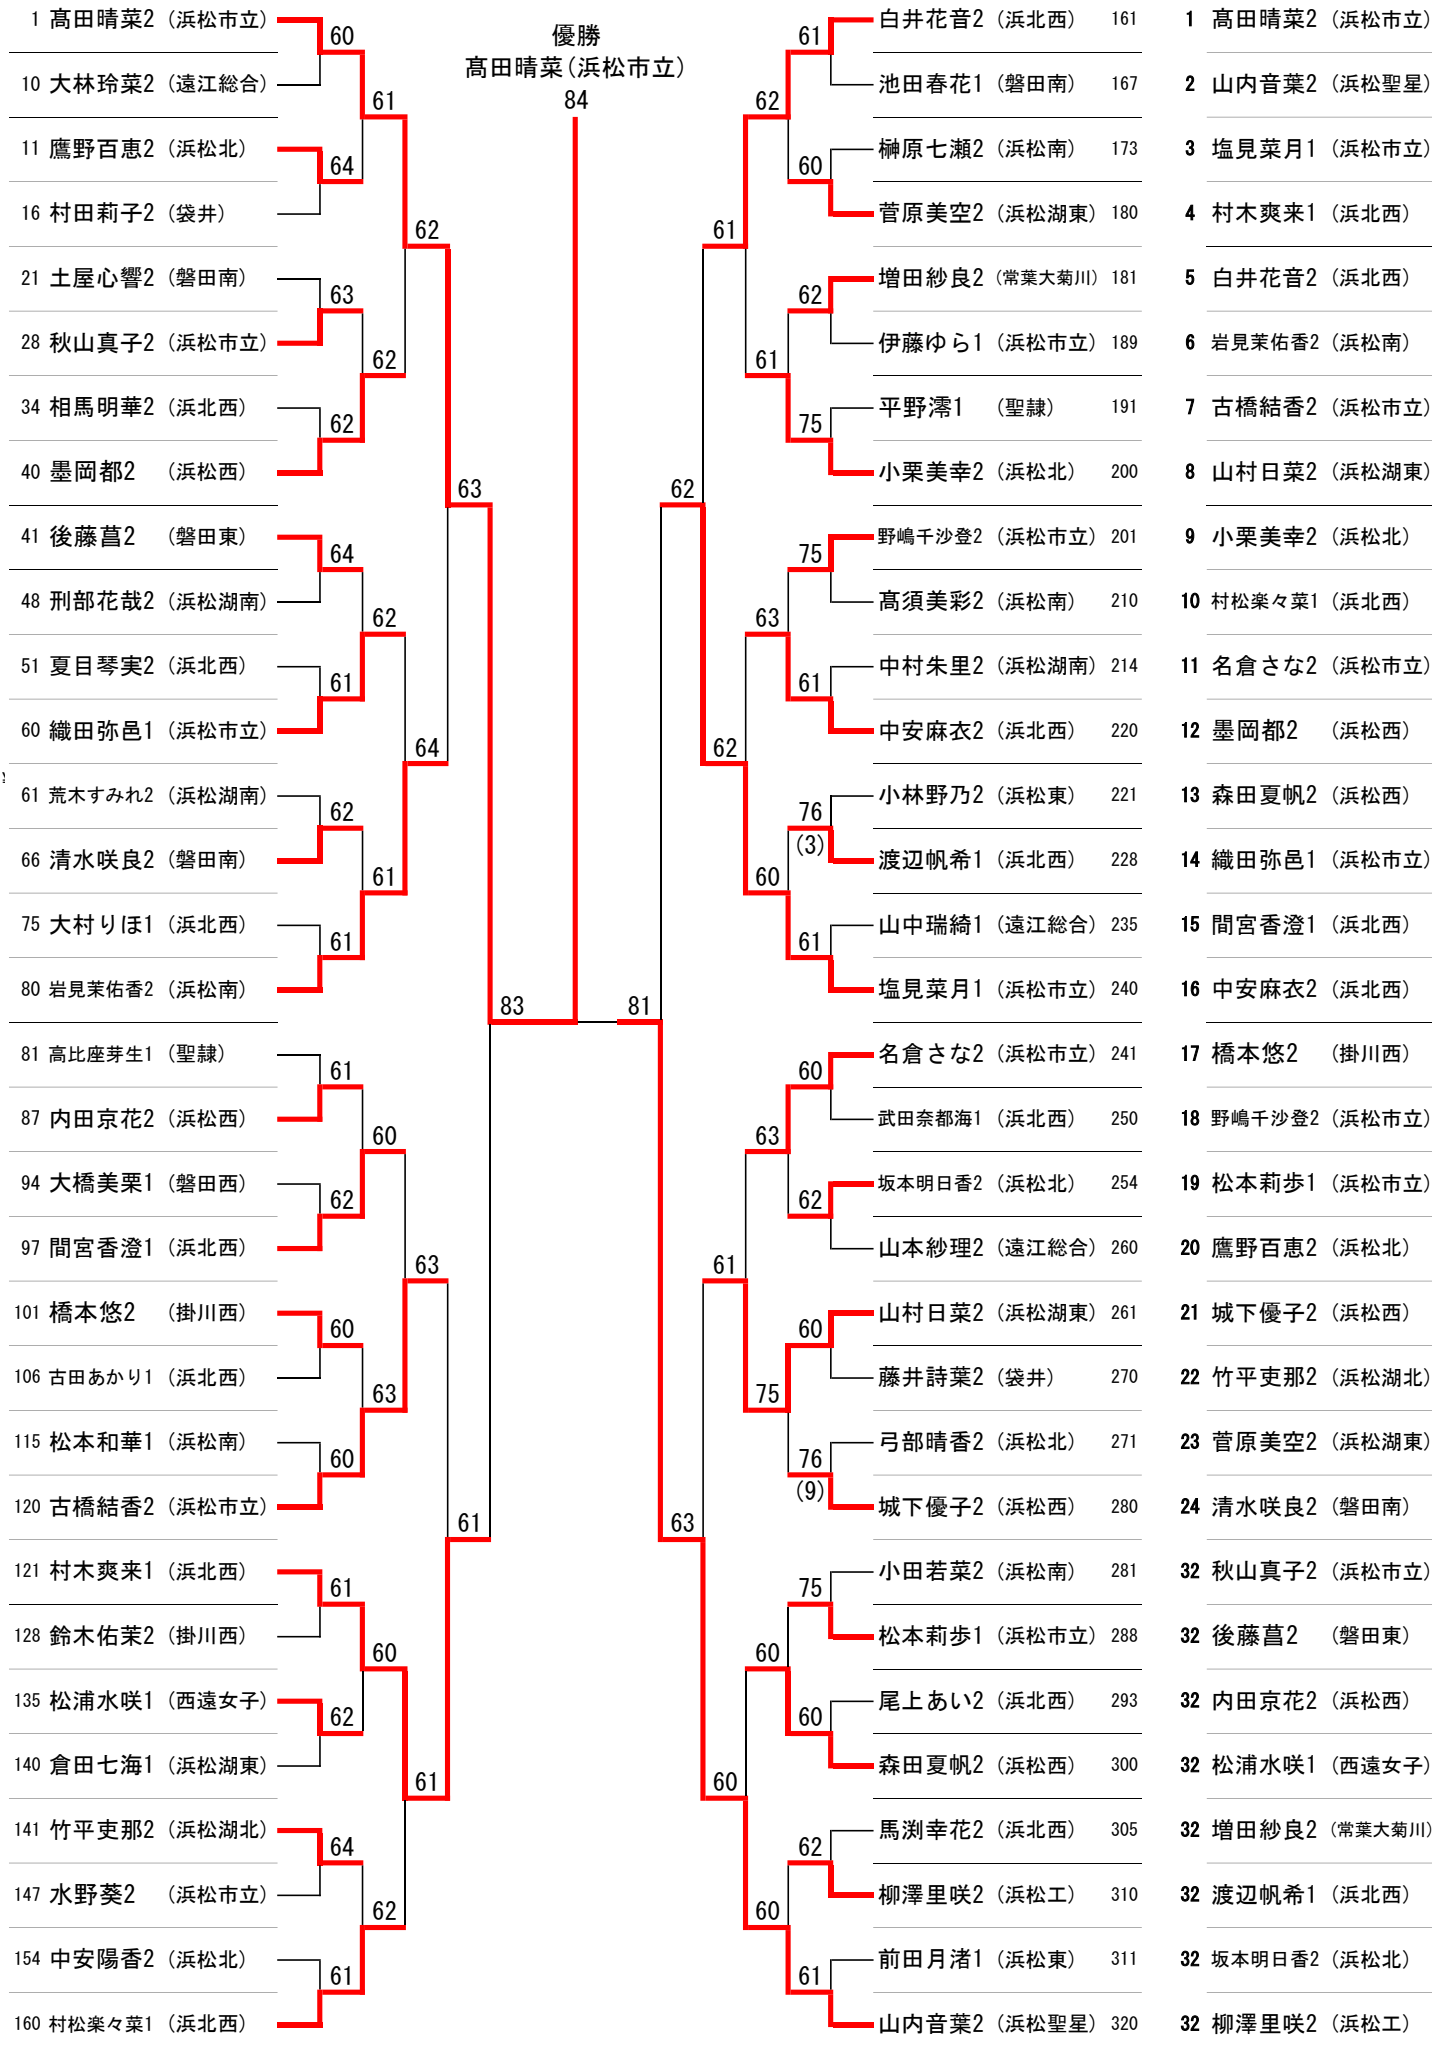 優勝
髙田晴菜(浜松市立)
84
1 髙田晴菜2 (浜松市立)
10 大林玲菜2 (遠江総合)
11 鷹野百恵2 (浜松北)
16 村田莉子2 (袋井)
21 土屋心響2 (磐田南)
28 秋山真子2 (浜松市立)
34 相馬明華2 (浜北西)
40 墨岡都2 (浜松西)
41 後藤菖2 (磐田東)
48 刑部花哉2 (浜松湖南)
51 夏目琴実2 (浜北西)
60 織田弥邑1 (浜松市立)
61 荒木すみれ2 (浜松湖南)
66 清水咲良2 (磐田南)
75 大村りほ1 (浜北西)
80 岩見茉佑香2 (浜松南)
81 高比座芽生1 (聖隷)
87 内田京花2 (浜松西)
94 大橋美栗1 (磐田西)
97 間宮香澄1 (浜北西)
101 橋本悠2 (掛川西)
106 古田あかり1 (浜北西)
115 松本和華1 (浜松南)
120 古橋結香2 (浜松市立)
121 村木爽来1 (浜北西)
128 鈴木佑茉2 (掛川西)
135 松浦水咲1 (西遠女子)
140 倉田七海1 (浜松湖東)
141 竹平吏那2 (浜松湖北)
147 水野葵2 (浜松市立)
154 中安陽香2 (浜松北)
160 村松楽々菜1 (浜北西)
60
64
63
62
64
61
62
61
61
62
60
60
61
62
64
61
61
62
62
61
60
63
60
62
62
64
63
61
63
61
83
81
62
63
61
62
61
60
62
61
63
60
63
75
60
60
61
60
62
75
75
61
76
(3)
61
60
62
60
76
(9)
75
60
62
61
白井花音2 (浜北西) 161
池田春花1 (磐田南) 167
榊原七瀬2 (浜松南) 173
菅原美空2 (浜松湖東) 180
増田紗良2 (常葉大菊川) 181
伊藤ゆら1 (浜松市立) 189
平野澪1 (聖隷) 191
小栗美幸2 (浜松北) 200
野嶋千沙登2 (浜松市立) 201
髙須美彩2 (浜松南) 210
中村朱里2 (浜松湖南) 214
中安麻衣2 (浜北西) 220
小林野乃2 (浜松東) 221
渡辺帆希1 (浜北西) 228
山中瑞綺1 (遠江総合) 235
塩見菜月1 (浜松市立) 240
名倉さな2 (浜松市立) 241
武田奈都海1 (浜北西) 250
坂本明日香2 (浜松北) 254
山本紗理2 (遠江総合) 260
山村日菜2 (浜松湖東) 261
藤井詩葉2 (袋井) 270
弓部晴香2 (浜松北) 271
城下優子2 (浜松西) 280
小田若菜2 (浜松南) 281
松本莉歩1 (浜松市立) 288
尾上あい2 (浜北西) 293
森田夏帆2 (浜松西) 300
馬渕幸花2 (浜北西) 305
柳澤里咲2 (浜松工) 310
前田月渚1 (浜松東) 311
山内音葉2 (浜松聖星) 320
1 髙田晴菜2 (浜松市立)
2 山内音葉2 (浜松聖星)
3 塩見菜月1 (浜松市立)
4 村木爽来1 (浜北西)
5 白井花音2 (浜北西)
6 岩見茉佑香2 (浜松南)
7 古橋結香2 (浜松市立)
8 山村日菜2 (浜松湖東)
9 小栗美幸2 (浜松北)
10 村松楽々菜1 (浜北西)
11 名倉さな2 (浜松市立)
12 墨岡都2 (浜松西)
13 森田夏帆2 (浜松西)
14 織田弥邑1 (浜松市立)
15 間宮香澄1 (浜北西)
16 中安麻衣2 (浜北西)
17 橋本悠2 (掛川西)
18 野嶋千沙登2 (浜松市立)
19 松本莉歩1 (浜松市立)
20 鷹野百恵2 (浜松北)
21 城下優子2 (浜松西)
22 竹平吏那2 (浜松湖北)
23 菅原美空2 (浜松湖東)
24 清水咲良2 (磐田南)
32 秋山真子2 (浜松市立)
32 後藤菖2 (磐田東)
32 内田京花2 (浜松西)
32 松浦水咲1 (西遠女子)
32 増田紗良2 (常葉大菊川)
32 渡辺帆希1 (浜北西)
32 坂本明日香2 (浜松北)
32 柳澤里咲2 (浜松工)